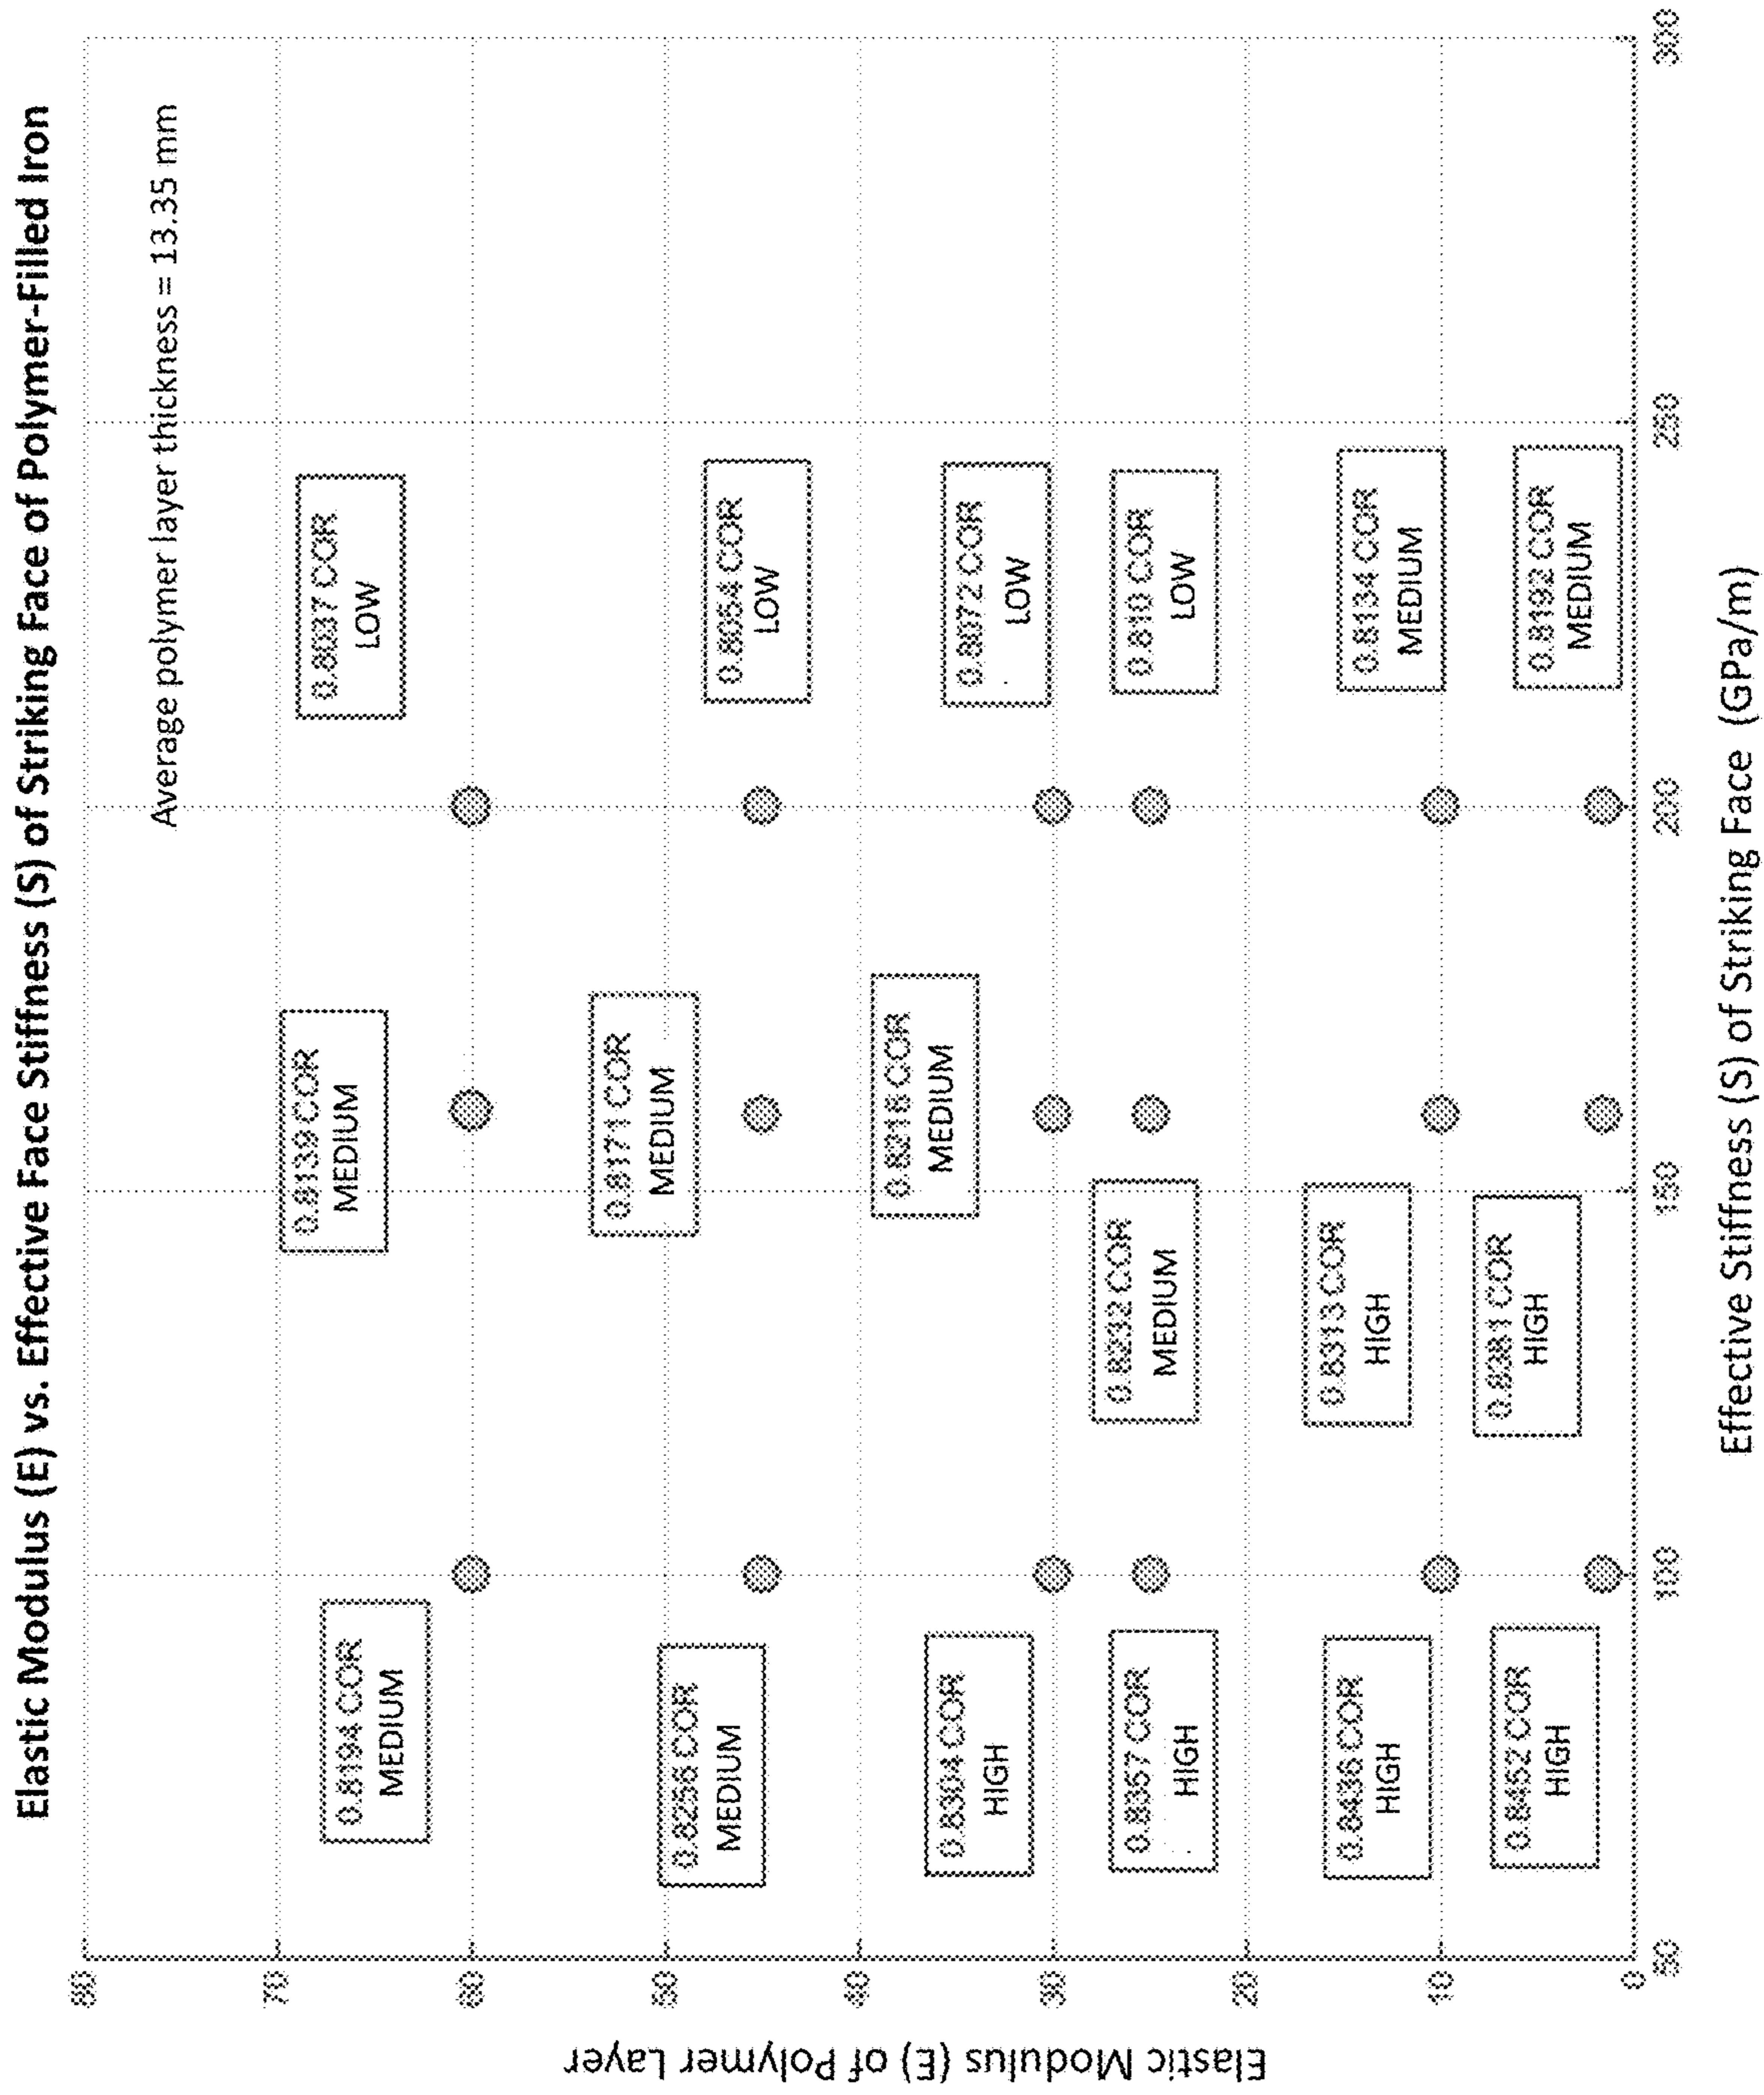 Elastic Modulus (E) vs. Effective Face Stiffness (S) of Striking Face of Polymer-Filled Iron
Average polymer layer thickness = 13.35 mm
Elastic Modulus (E) of Polymer Layer
80
70
60
50
40
30
20
10
0
0.8194 COR
MEDIUM
0.8139 COR
MEDIUM
0.8037 COR
LOW
0.8256 COR
MEDIUM
0.8171 COR
MEDIUM
0.8054 COR
LOW
0.8304 COR
HIGH
0.8216 COR
MEDIUM
0.8072 COR
LOW
0.8357 COR
HIGH
0.8232 COR
MEDIUM
0.810 COR
LOW
0.8436 COR
HIGH
0.8313 COR
HIGH
0.8134 COR
MEDIUM
0.8452 COR
HIGH
0.8381 COR
HIGH
0.8192 COR
MEDIUM
50
100
150
200
250
300
Effective Stiffness (S) of Striking Face (GPa/m)